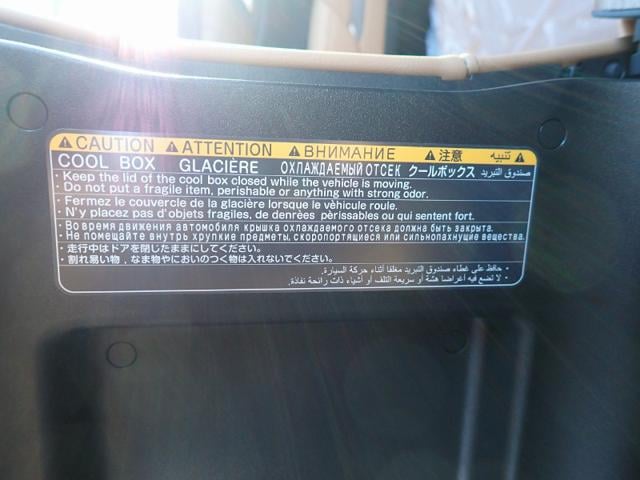 ⚠ CAUTION ⚠ ATTENTION ⚠ ВНИМАНИЕ ⚠ 注意 ⚠ تنبيه
COOL BOX GLACIÈRE ОХЛАЖДАЕМЫЙ ОТСЕК クールボックス صندوق التبريد
• Keep the lid of the cool box closed while the vehicle is moving.
• Do not put a fragile item, perishable or anything with strong odor.
• Fermez le couvercle de la glacière lorsque le vèhicule roule.
• N'y placez pas d'objets fragiles, de denrèes pèrissables ou qui sentent fort.
• Во время движения автомобиля крышка охлаждаемого отсека должна быть закрыта.
• Не помещайте внутрь хрупкие предметы, скоропортящиеся или сильнопахнущие вещества.
• 走行中はドアを閉じたままにしてください。
• 割れ易い物、なま物やにおいのつく物は入れないでください。
• حافظ على غطاء صندوق التبريد مغلقا أثناء حركة السيارة.
• لا تضع فيه أغراضا هشة أو سريعة التلف أو أشياء ذات رائحة نفاذة.